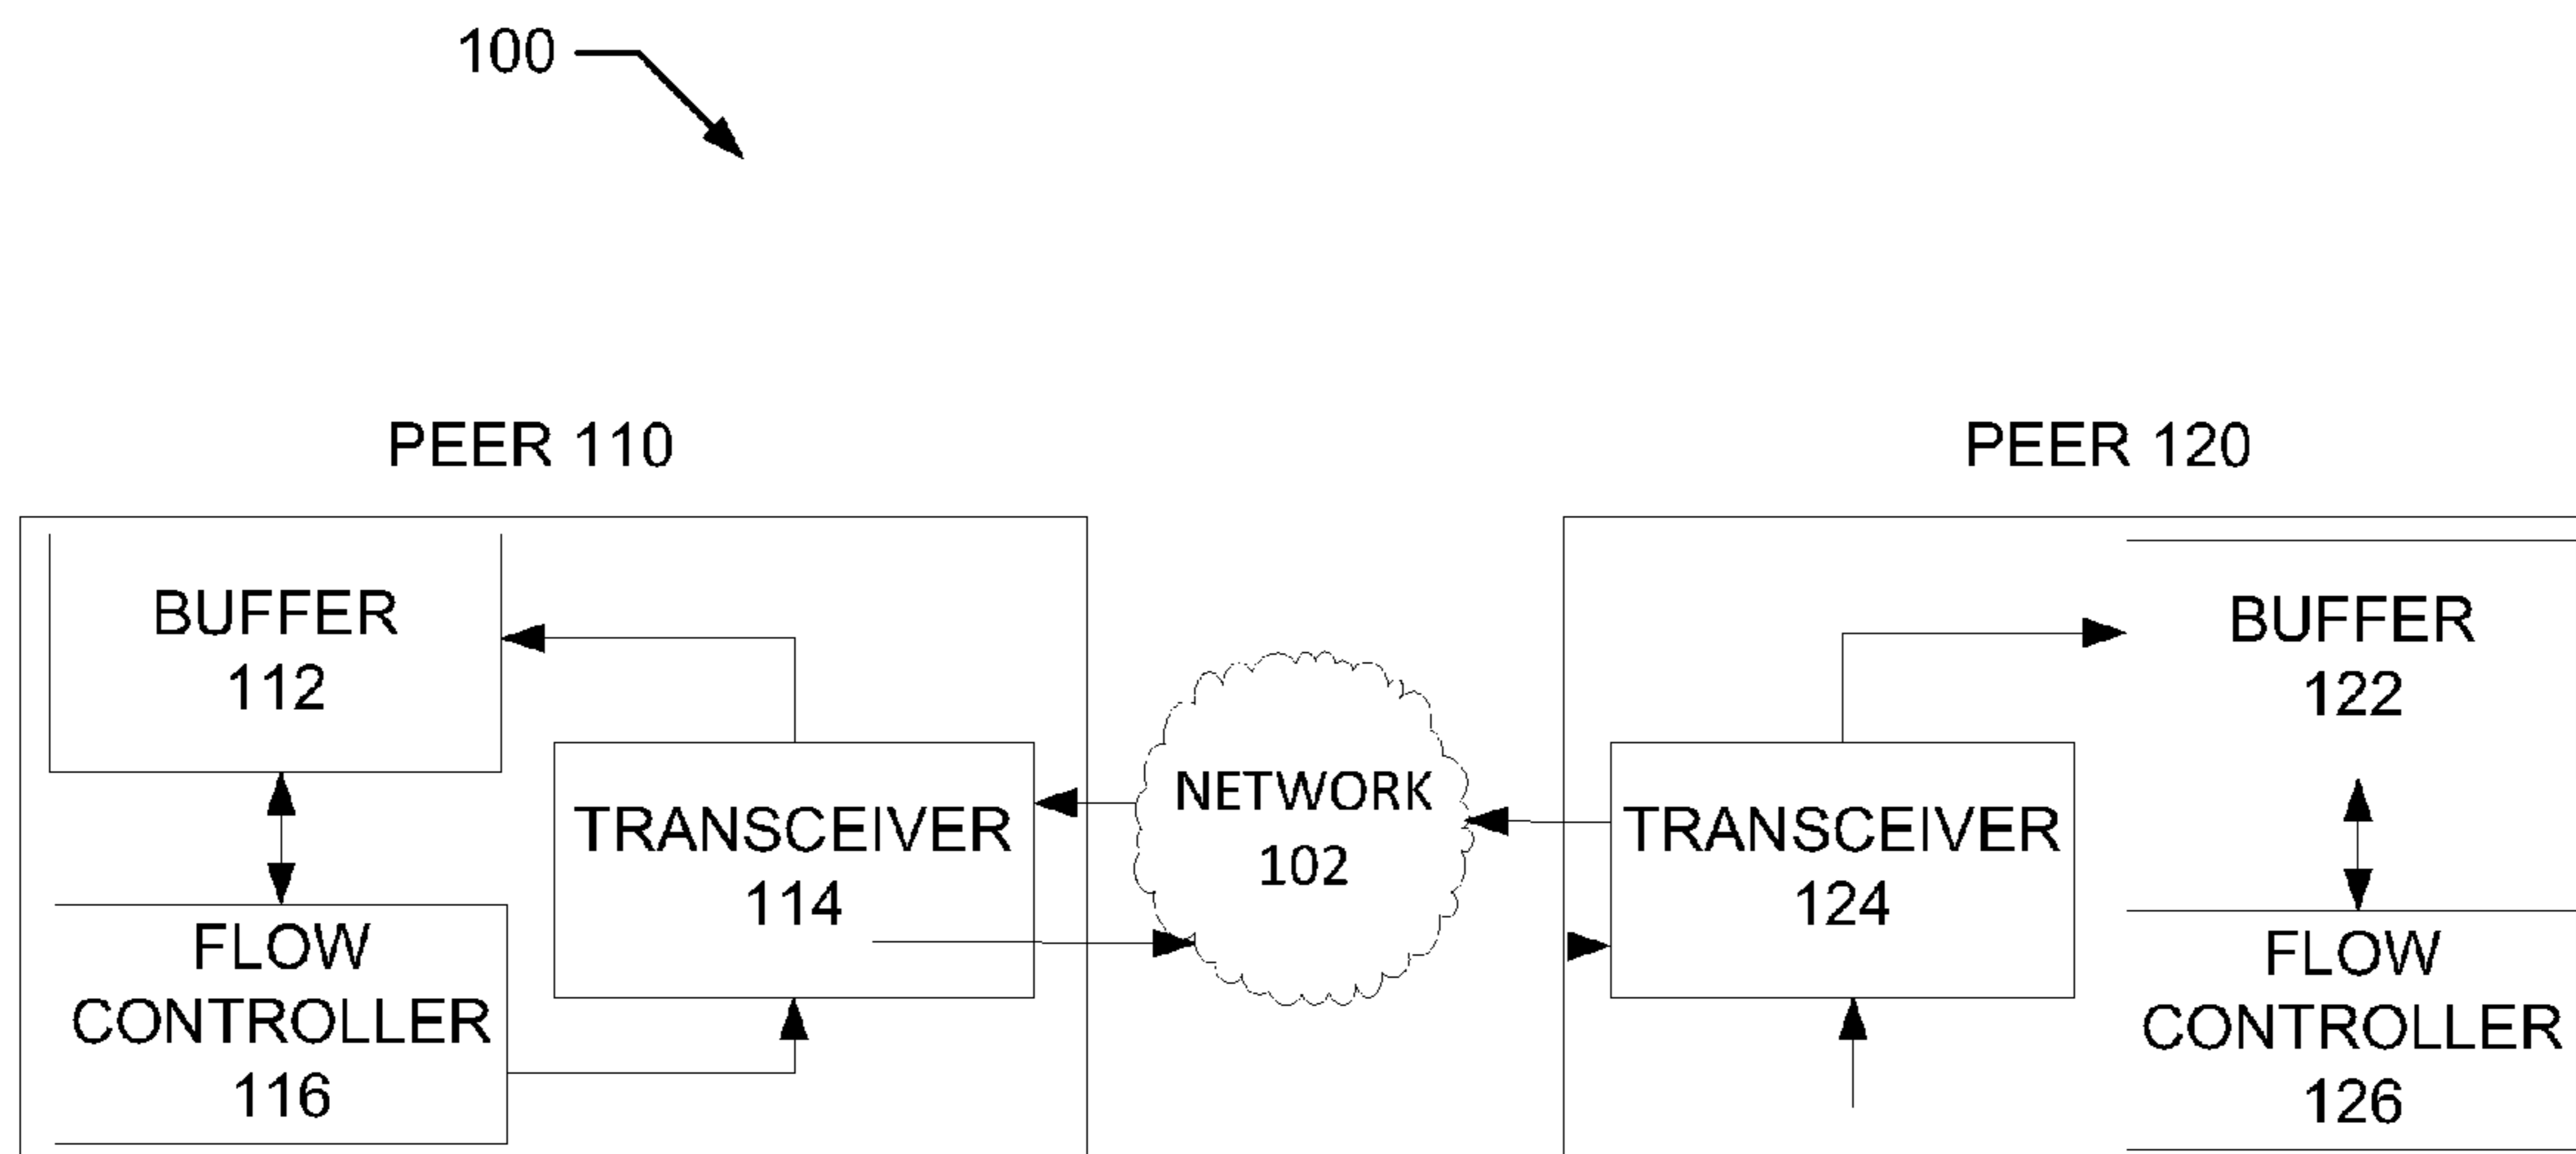 100
PEER 110
PEER 120
BUFFER
112
TRANSCEIVER
114
FLOW
CONTROLLER
116
NETWORK
102
TRANSCEIVER
124
BUFFER
122
FLOW
CONTROLLER
126